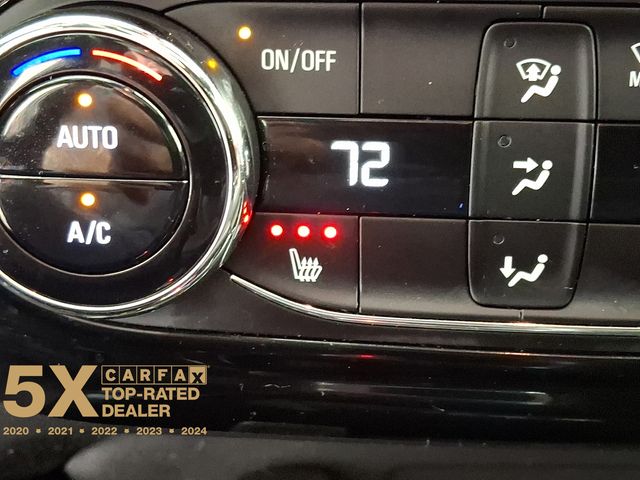 ON/OFF
AUTO
72
A/C
M
5X
CARFAX
TOP-RATED
DEALER
2020 • 2021 • 2022 • 2023 • 2024